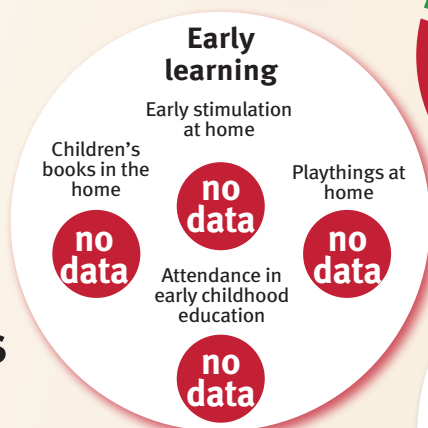 Early
learning
Early stimulation
at home
no
data
Children's
books in the
home
no
data
Playthings at
home
no
data
Attendance in
early childhood
education
no
data
s